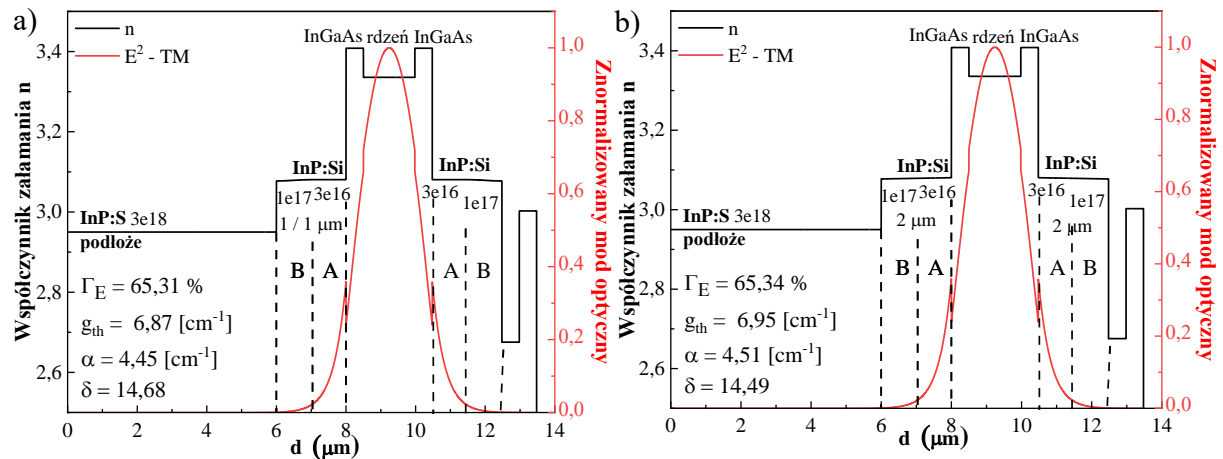 a)
n
E² - TM
InGaAs rdzeń InGaAs
Współczynnik załamania n
3,4
3,2
3,0
2,8
2,6
InP:Si
InP:Si
1e17 3e16
3e16 1e17
1 / 1 μm
InP:S 3e18
podłoże
B A
A B
Γ_E = 65,31 %
g_th = 6,87 [cm⁻¹]
α = 4,45 [cm⁻¹]
δ = 14,68
0 2 4 6 8 10 12 14
d (μm)
1,0
0,8
0,6
0,4
0,2
0,0
Znormalizowany mod optyczny
b)
n
E² - TM
InGaAs rdzeń InGaAs
Współczynnik załamania n
3,4
3,2
3,0
2,8
2,6
InP:Si
InP:Si
1e17 3e16
3e16 1e17
2 μm
2 μm
InP:S 3e18
podłoże
B A
A B
Γ_E = 65,34 %
g_th = 6,95 [cm⁻¹]
α = 4,51 [cm⁻¹]
δ = 14,49
0 2 4 6 8 10 12 14
d (μm)
1,0
0,8
0,6
0,4
0,2
0,0
Znormalizowany mod optyczny